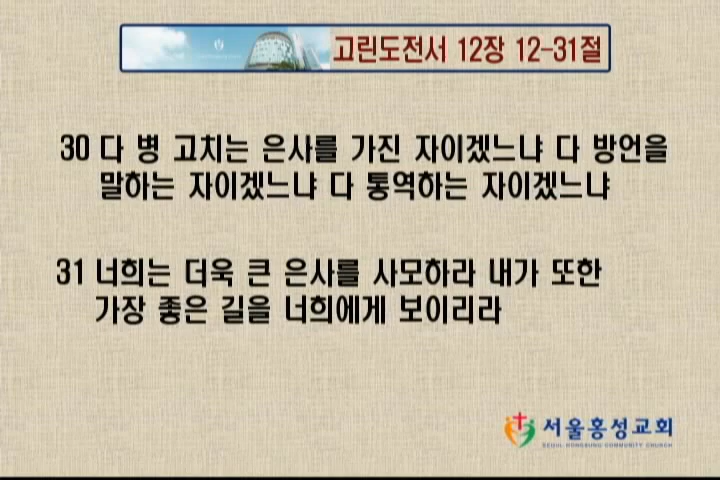 고린도전서 12장 12-31절
30 다 병 고치는 은사를 가진 자이겠느냐 다 방언을
말하는 자이겠느냐 다 통역하는 자이겠느냐
31 너희는 더욱 큰 은사를 사모하라 내가 또한
가장 좋은 길을 너희에게 보이리라
서울홍성교회
SEOUL HONGSUNG COMMUNITY CHURCH